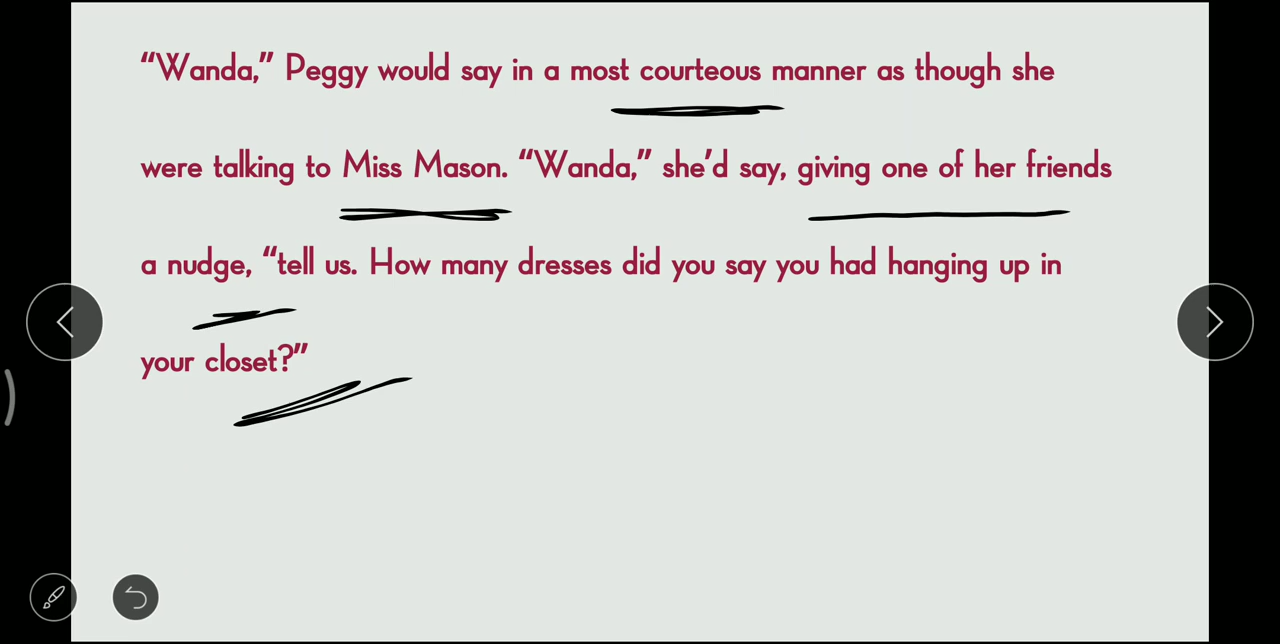 “Wanda,” Peggy would say in a most courteous manner as though she
were talking to Miss Mason. “Wanda,” she’d say, giving one of her friends
a nudge, “tell us. How many dresses did you say you had hanging up in
your closet?”